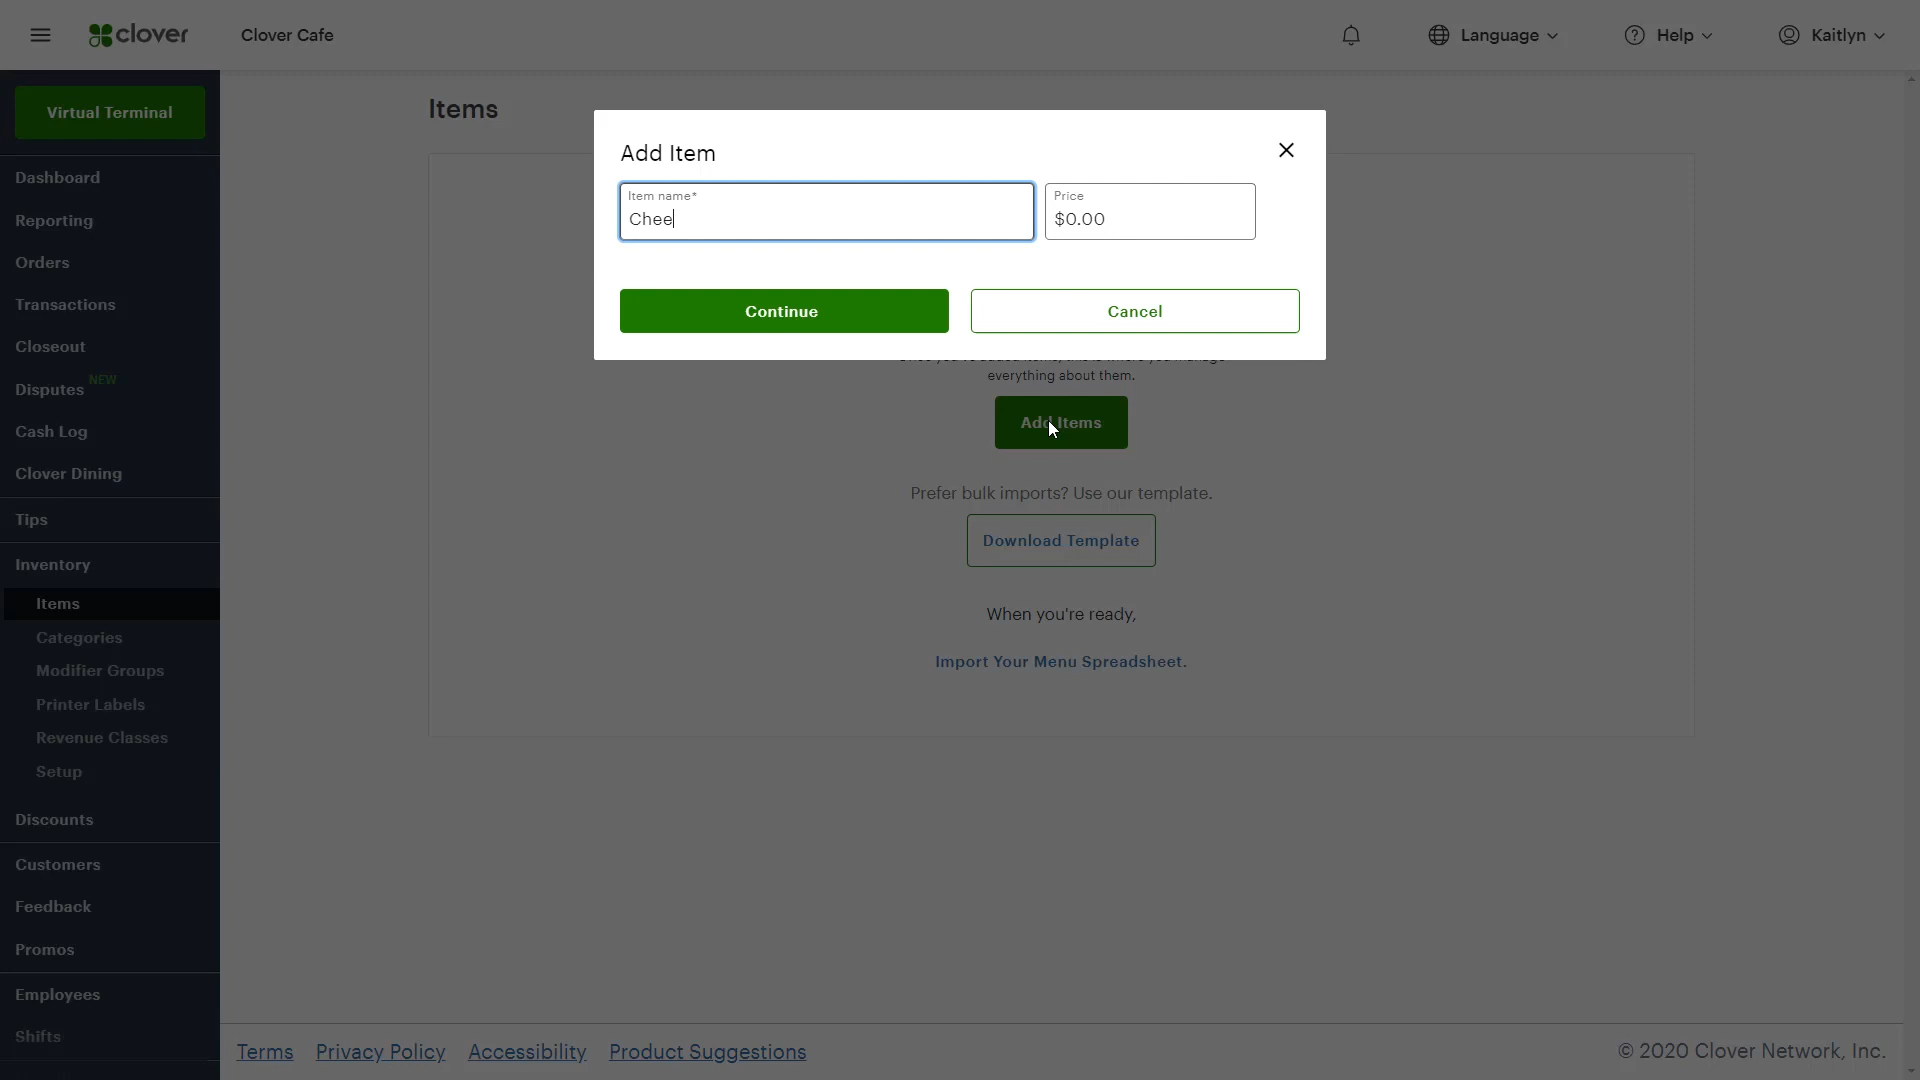 clover
Clover Cafe
Language
Help
Kaitlyn
Virtual Terminal
Dashboard
Reporting
Orders
Transactions
Closeout
Disputes NEW
Cash Log
Clover Dining
Tips
Inventory
Items
Categories
Modifier Groups
Printer Labels
Revenue Classes
Setup
Discounts
Customers
Feedback
Promos
Employees
Shifts
Items
Add Item
Item name*
Chee
Price
$0.00
Continue
Cancel
everything about them.
Add Items
Prefer bulk imports? Use our template.
Download Template
When you're ready,
Import Your Menu Spreadsheet.
Terms
Privacy Policy
Accessibility
Product Suggestions
© 2020 Clover Network, Inc.